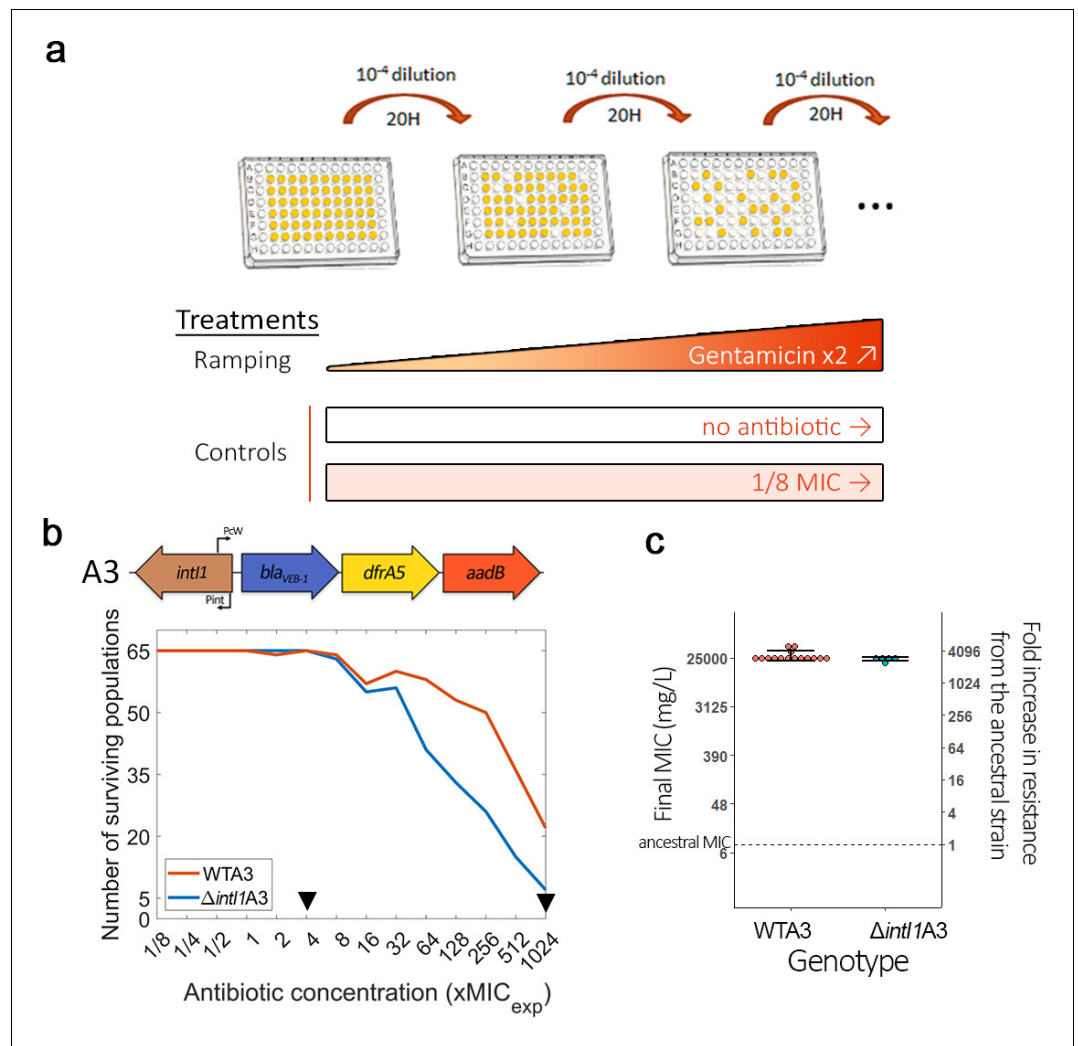 a
10⁻⁴ dilution
20H
10⁻⁴ dilution
20H
10⁻⁴ dilution
20H
...
Treatments
Ramping
Gentamicin x2 ↗
Controls
no antibiotic →
1/8 MIC →
b
A3
PcW
intI1
Pint
blaVEB-1
dfrA5
aadB
Number of surviving populations
65
50
35
20
5
0
WTA3
ΔintI1A3
1/8
1/4
1/2
1
2
4
8
16
32
64
128
256
512
1024
Antibiotic concentration (xMICexp)
c
Final MIC (mg/L)
25000
3125
390
48
ancestral MIC
6
4096
1024
256
64
16
4
1
Fold increase in resistance
from the ancestral strain
WTA3
ΔintI1A3
Genotype